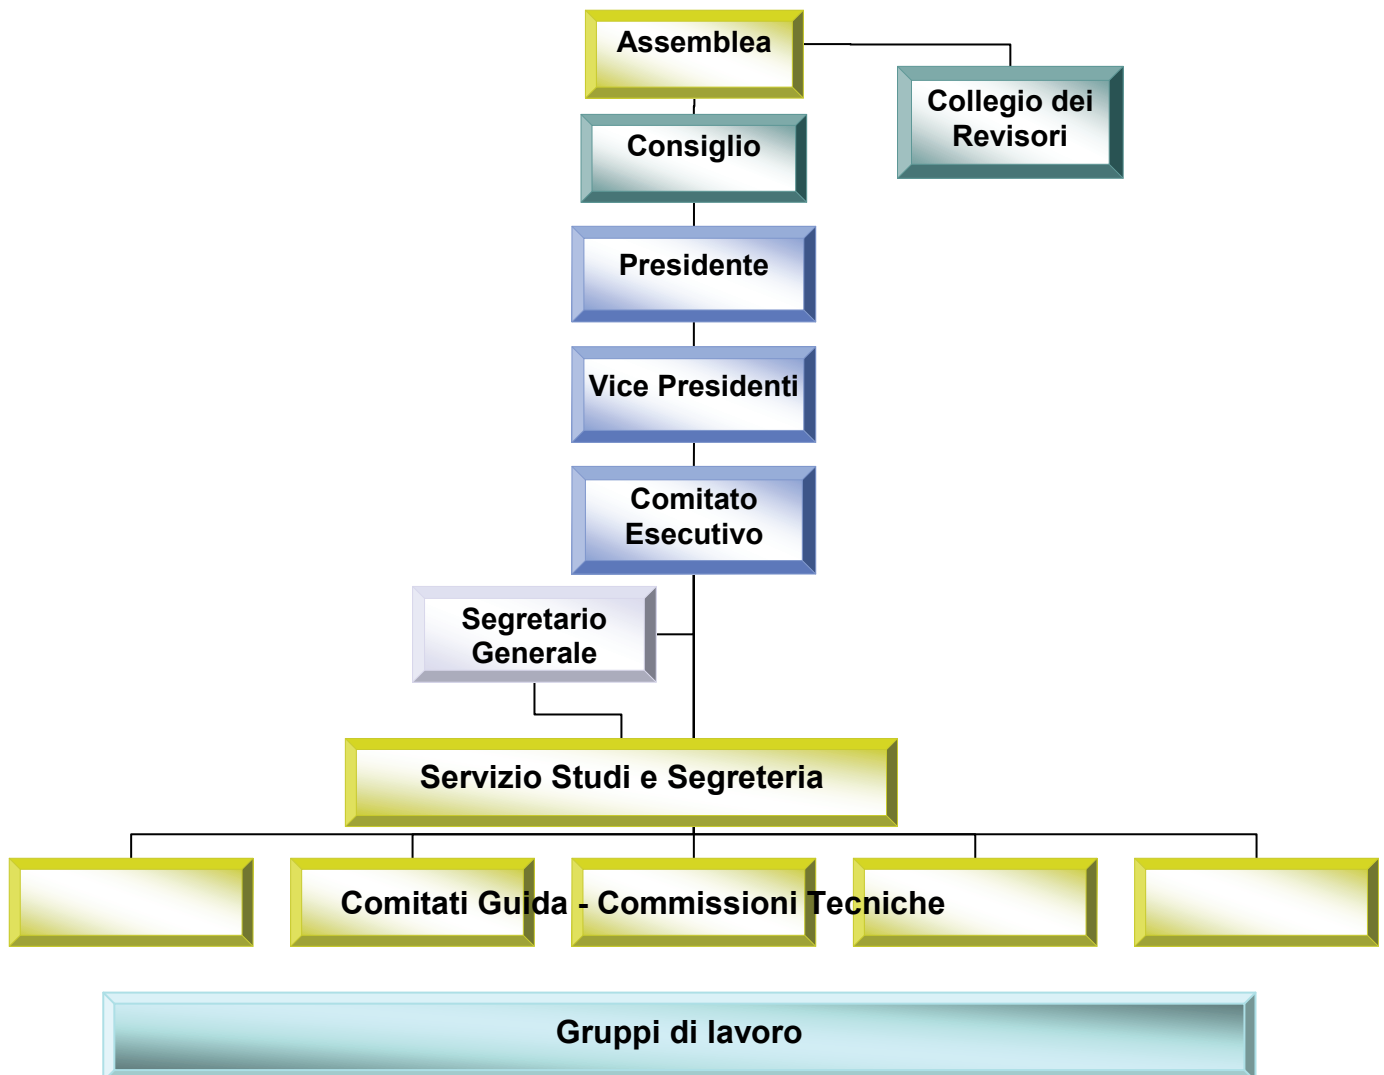 Assemblea
Collegio dei
Revisori
Consiglio
Presidente
Vice Presidenti
Comitato
Esecutivo
Segretario
Generale
Servizio Studi e Segreteria
Comitati Guida - Commissioni Tecniche
Gruppi di lavoro